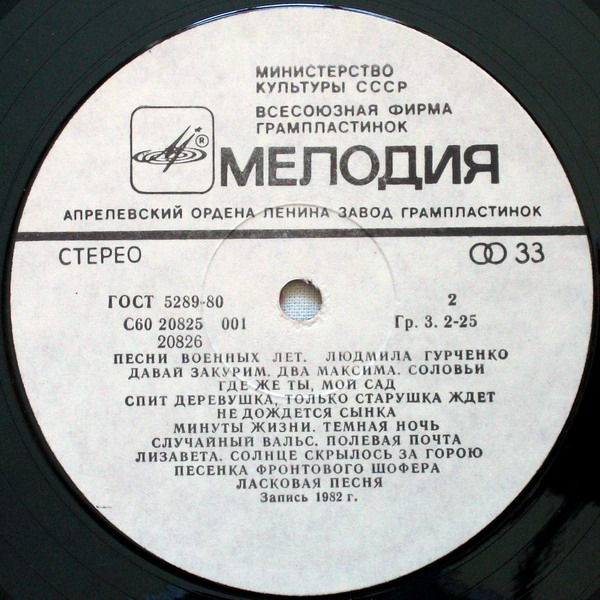 МИНИСТЕРСТВО
КУЛЬТУРЫ СССР
ВСЕСОЮЗНАЯ ФИРМА
ГРАМПЛАСТИНОК
®
МЕЛОДИЯ
АПРЕЛЕВСКИЙ ОРДЕНА ЛЕНИНА ЗАВОД ГРАМПЛАСТИНОК
СТЕРЕО 33
ГОСТ 5289-80 2
С60 20825 001 Гр. 3. 2-25
20826
ПЕСНИ ВОЕННЫХ ЛЕТ. ЛЮДМИЛА ГУРЧЕНКО
ДАВАЙ ЗАКУРИМ. ДВА МАКСИМА. СОЛОВЬИ
ГДЕ ЖЕ ТЫ, МОЙ САД
СПИТ ДЕРЕВУШКА, ТОЛЬКО СТАРУШКА ЖДЕТ
НЕ ДОЖДЕТСЯ СЫНКА
МИНУТЫ ЖИЗНИ. ТЕМНАЯ НОЧЬ
СЛУЧАЙНЫЙ ВАЛЬС. ПОЛЕВАЯ ПОЧТА
ЛИЗАВЕТА. СОЛНЦЕ СКРЫЛОСЬ ЗА ГОРОЮ
ПЕСЕНКА ФРОНТОВОГО ШОФЕРА
ЛАСКОВАЯ ПЕСНЯ
Запись 1982 г.